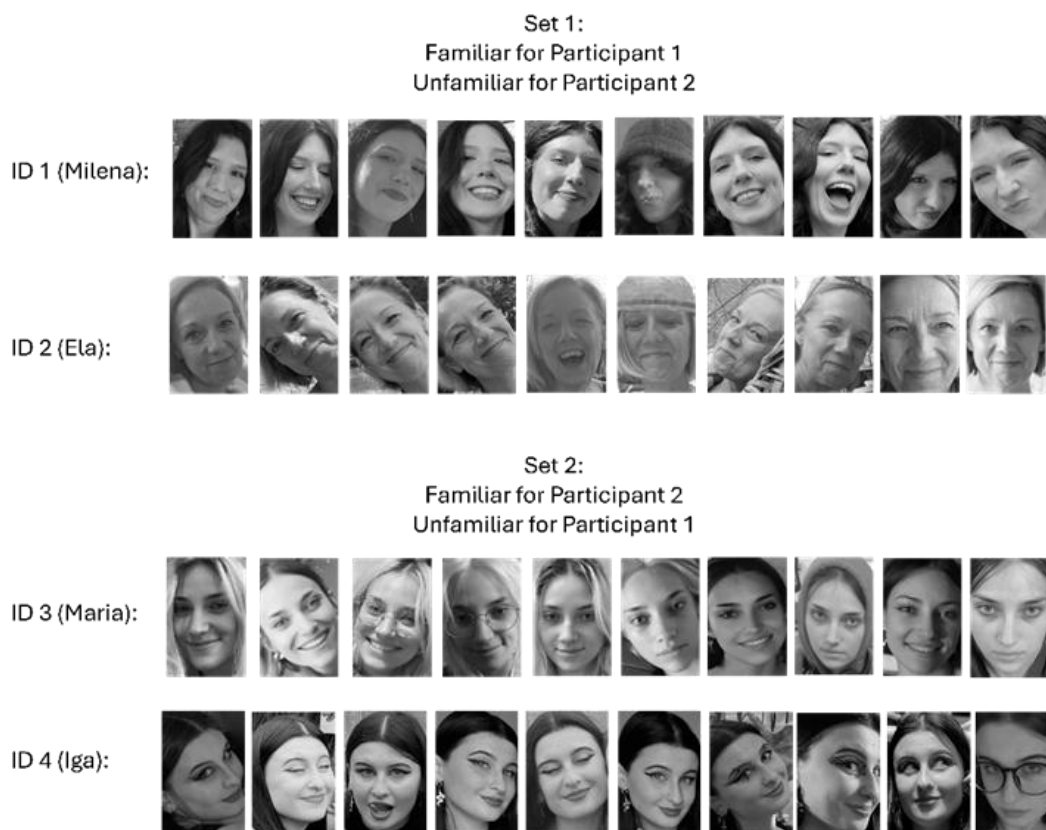 Set 1:
Familiar for Participant 1
Unfamiliar for Participant 2
ID 1 (Milena):
ID 2 (Ela):
Set 2:
Familiar for Participant 2
Unfamiliar for Participant 1
ID 3 (Maria):
ID 4 (Iga):